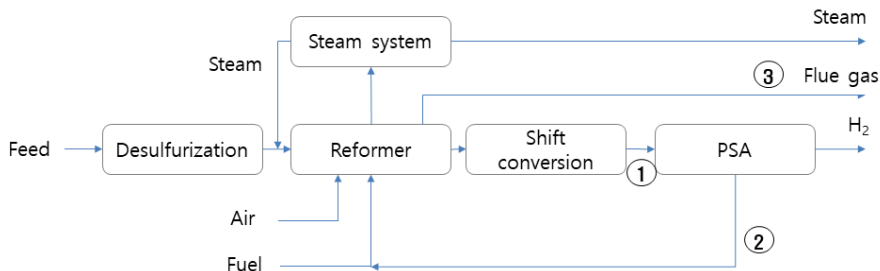 Steam
Steam system
Steam
③ Flue gas
H₂
Feed
Desulfurization
Reformer
Shift
conversion
PSA
①
Air
②
Fuel